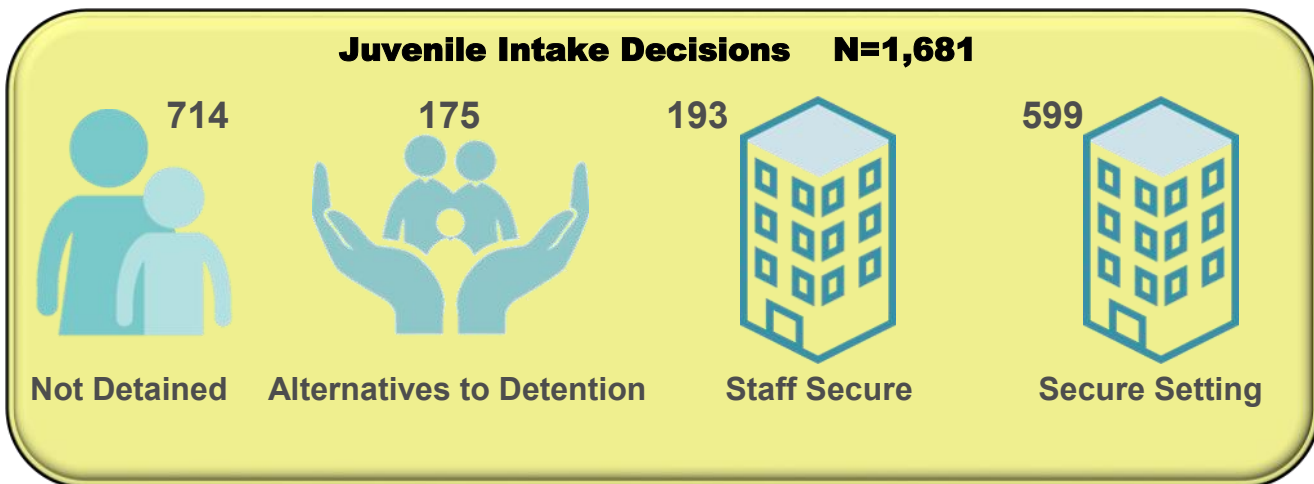 Juvenile Intake Decisions N=1,681
714 175 193 599
Not Detained Alternatives to Detention Staff Secure Secure Setting